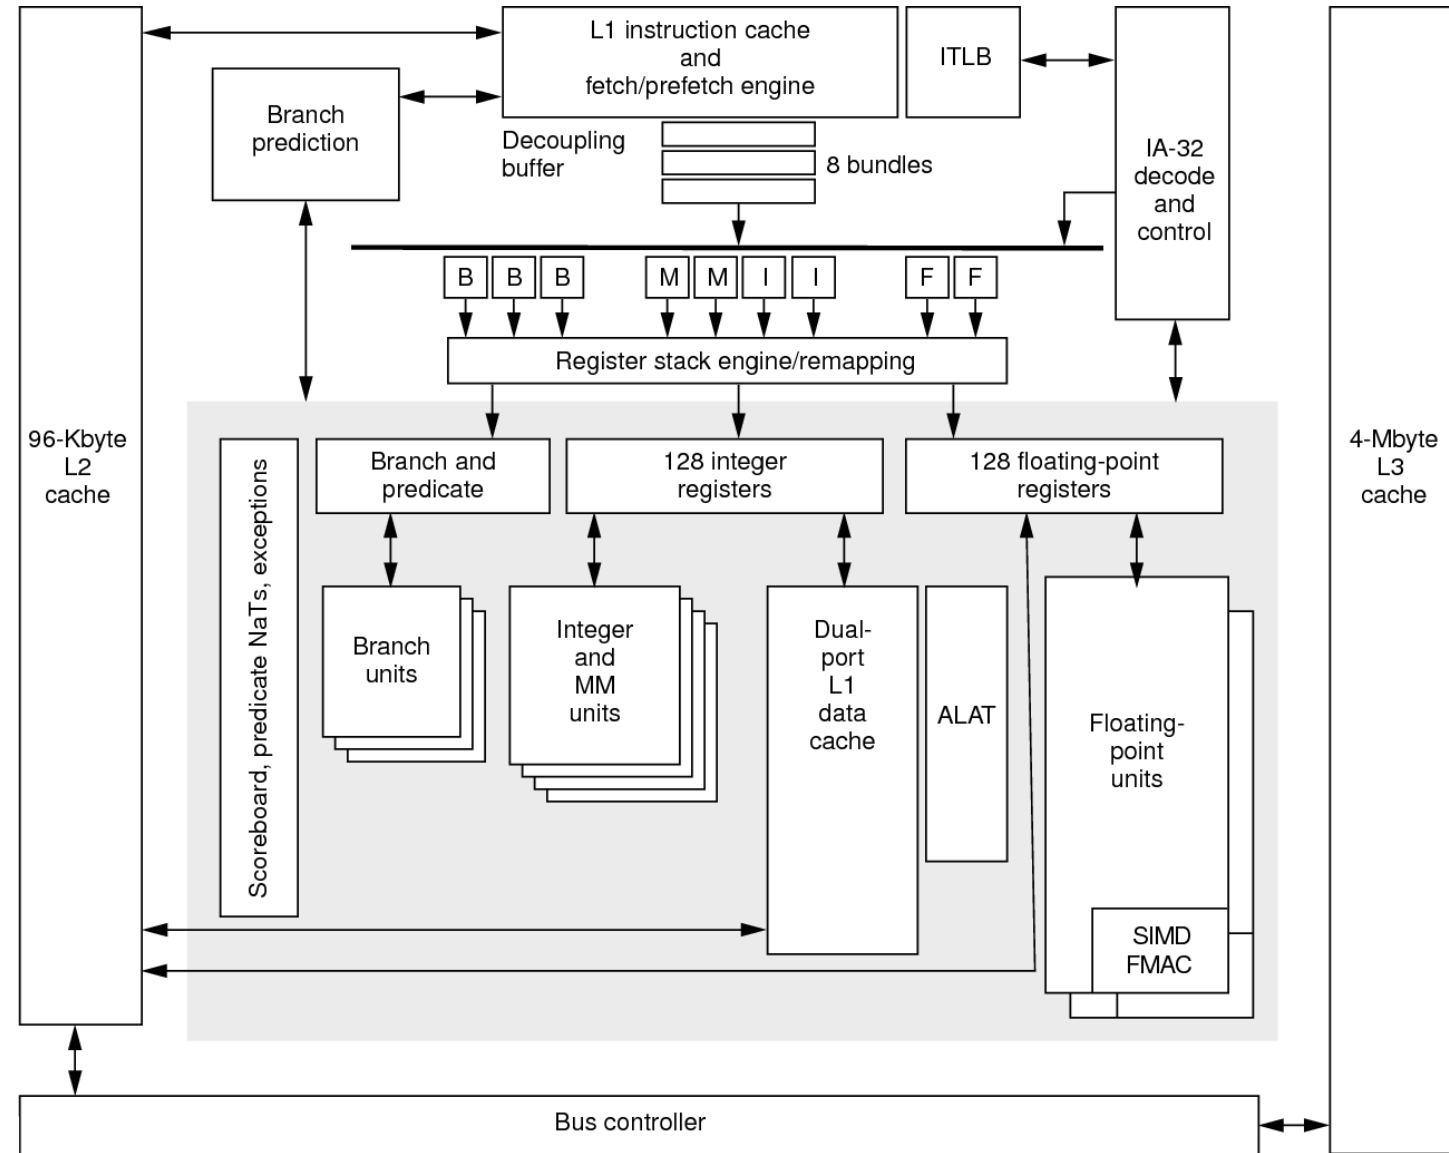 L1 instruction cache
and
fetch/prefetch engine
ITLB
Branch
prediction
Decoupling
buffer
8 bundles
IA-32
decode
and
control
B B B M M I I F F
Register stack engine/remapping
96-Kbyte
L2
cache
4-Mbyte
L3
cache
Scoreboard, predicate NaTs, exceptions
Branch and
predicate
128 integer
registers
128 floating-point
registers
Branch
units
Integer
and
MM
units
Dual-
port
L1
data
cache
ALAT
Floating-
point
units
SIMD
FMAC
Bus controller